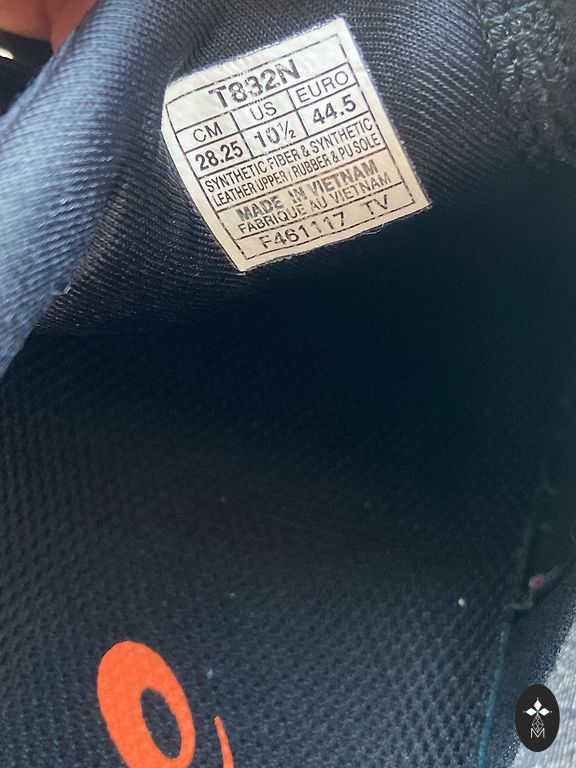 T832N
CM US EURO
28.25 10½ 44.5
SYNTHETIC FIBER & SYNTHETIC
LEATHER UPPER / RUBBER & PU SOLE
MADE IN VIETNAM
FABRIQUE AU VIETNAM
F461117 TV
M